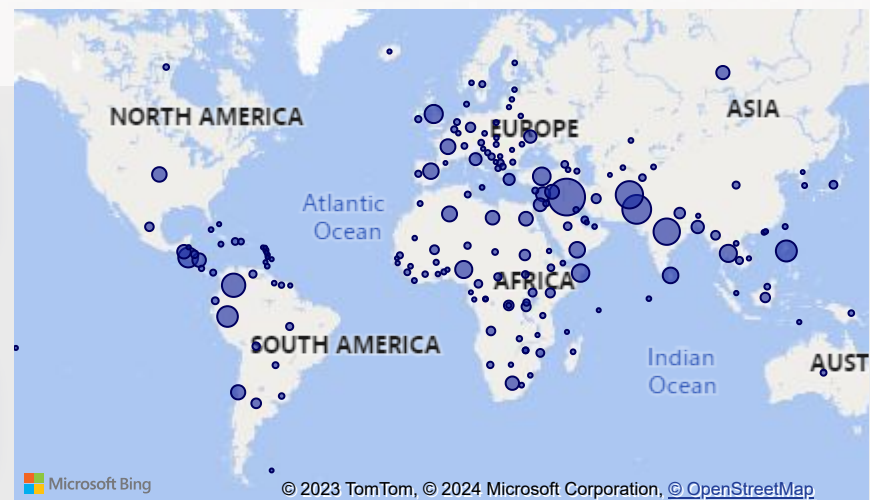 NORTH AMERICA
EUROPE
ASIA
Atlantic
Ocean
AFRICA
SOUTH AMERICA
Indian
Ocean
AUST
Microsoft Bing
© 2023 TomTom, © 2024 Microsoft Corporation, © OpenStreetMap